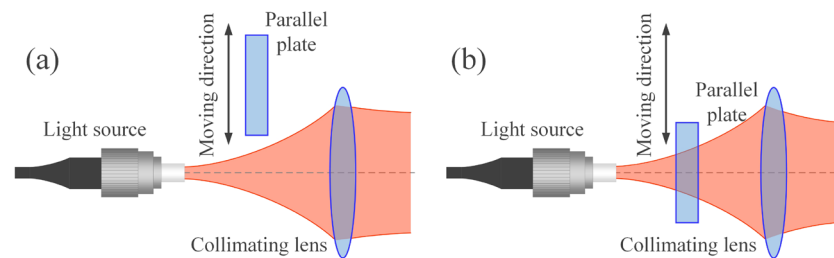 (a)
Parallel
plate
Moving direction
Light source
Collimating lens
(b)
Moving direction
Parallel
plate
Light source
Collimating lens